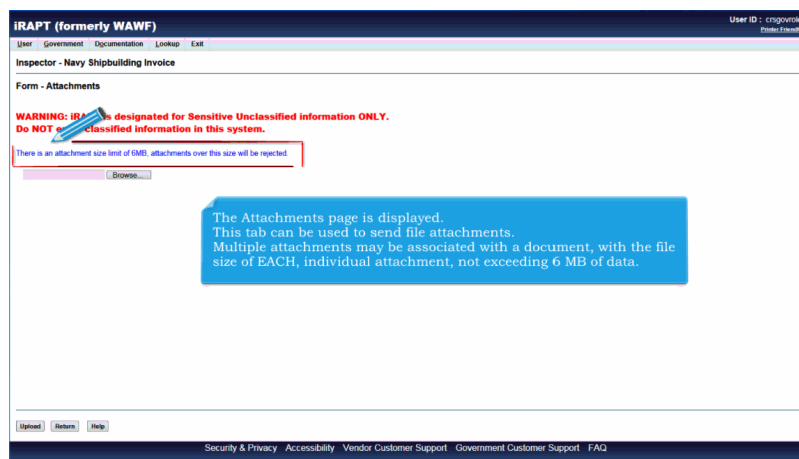 iRAPT (formerly WAWF)
User ID : crsgovrole
Printer Friendly
User Government Documentation Lookup Exit
Inspector - Navy Shipbuilding Invoice
Form - Attachments
WARNING: is designated for Sensitive Unclassified information ONLY.
Do NOT classified information in this system.
There is an attachment size limit of 6MB, attachments over this size will be rejected.
Browse...
The Attachments page is displayed.
This tab can be used to send file attachments.
Multiple attachments may be associated with a document, with the file
size of EACH, individual attachment, not exceeding 6 MB of data.
Upload Return Help
Security & Privacy Accessibility Vendor Customer Support Government Customer Support FAQ